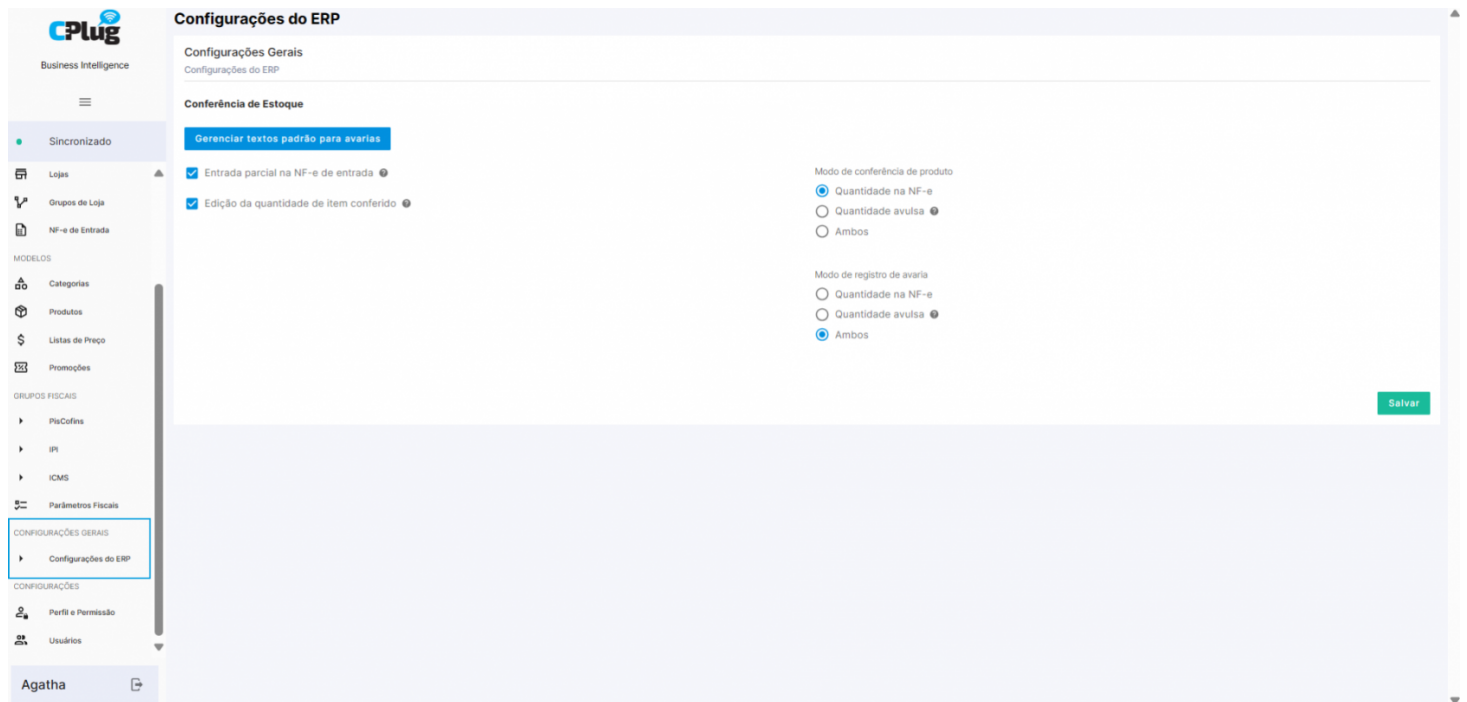 CPlug
Business Intelligence
Sincronizado
Lojas
Grupos de Loja
NF-e de Entrada
MODELOS
Categorias
Produtos
Listas de Preço
Promoções
GRUPOS FISCAIS
PisCofins
IPI
ICMS
Parâmetros Fiscais
CONFIGURAÇÕES GERAIS
Configurações do ERP
CONFIGURAÇÕES
Perfil e Permissão
Usuários
Agatha
Configurações do ERP
Configurações Gerais
Configurações do ERP
Conferência de Estoque
Gerenciar textos padrão para avarias
Entrada parcial na NF-e de entrada
Edição da quantidade de item conferido
Modo de conferência de produto
Quantidade na NF-e
Quantidade avulsa
Ambos
Modo de registro de avaria
Quantidade na NF-e
Quantidade avulsa
Ambos
Salvar